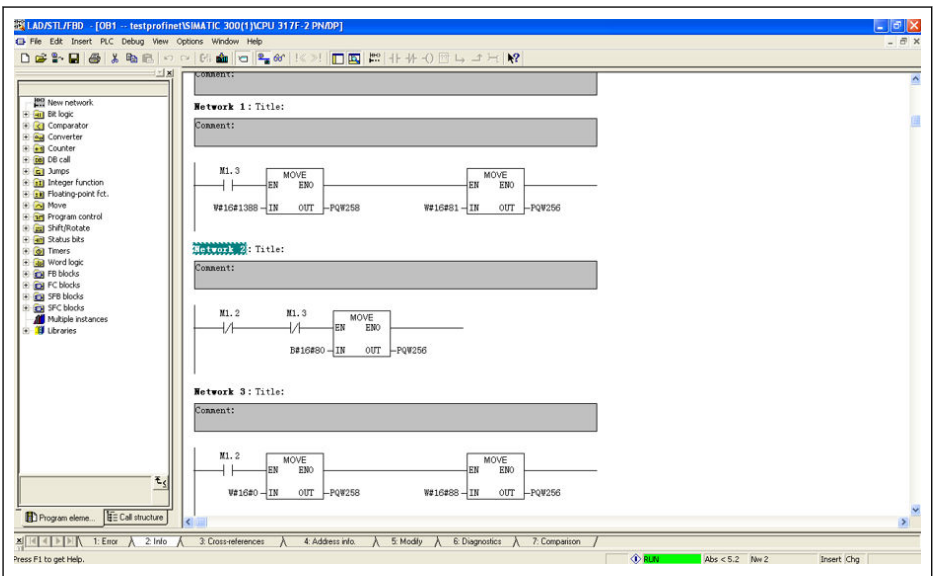 LAD/STL/FBD - [OB1 -- testprofinet\SIMATIC 300(1)\CPU 317F-2 PN/DP]
File Edit Insert PLC Debug View Options Window Help
New network
Bit logic
Comparator
Converter
Counter
DB call
Jumps
Integer function
Floating-point fct.
Move
Program control
Shift/Rotate
Status bits
Timers
Word logic
FB blocks
FC blocks
SFB blocks
SFC blocks
Multiple instances
Libraries
Program eleme... Call structure
Comment:
Network 1: Title:
Comment:
M1.3 MOVE MOVE
EN ENO EN ENO
W#16#1388 IN OUT PQW258 W#16#81 IN OUT PQW256
Network 2: Title:
Comment:
M1.2 M1.3 MOVE
EN ENO
B#16#80 IN OUT PQW256
Network 3: Title:
Comment:
M1.2 MOVE MOVE
EN ENO EN ENO
W#16#0 IN OUT PQW258 W#16#88 IN OUT PQW256
1: Error 2: Info 3: Cross-references 4: Address info. 5: Modify 6: Diagnostics 7: Comparison
Press F1 to get Help. RUN Abs < 5.2 Nw 2 Insert Chg